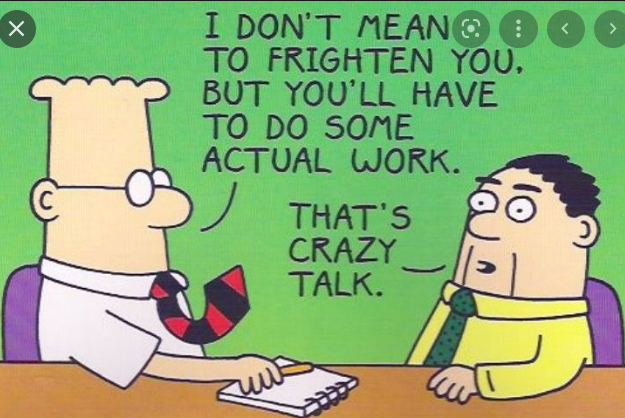 I DON'T MEAN
TO FRIGHTEN YOU,
BUT YOU'LL HAVE
TO DO SOME
ACTUAL WORK.
THAT'S
CRAZY
TALK.